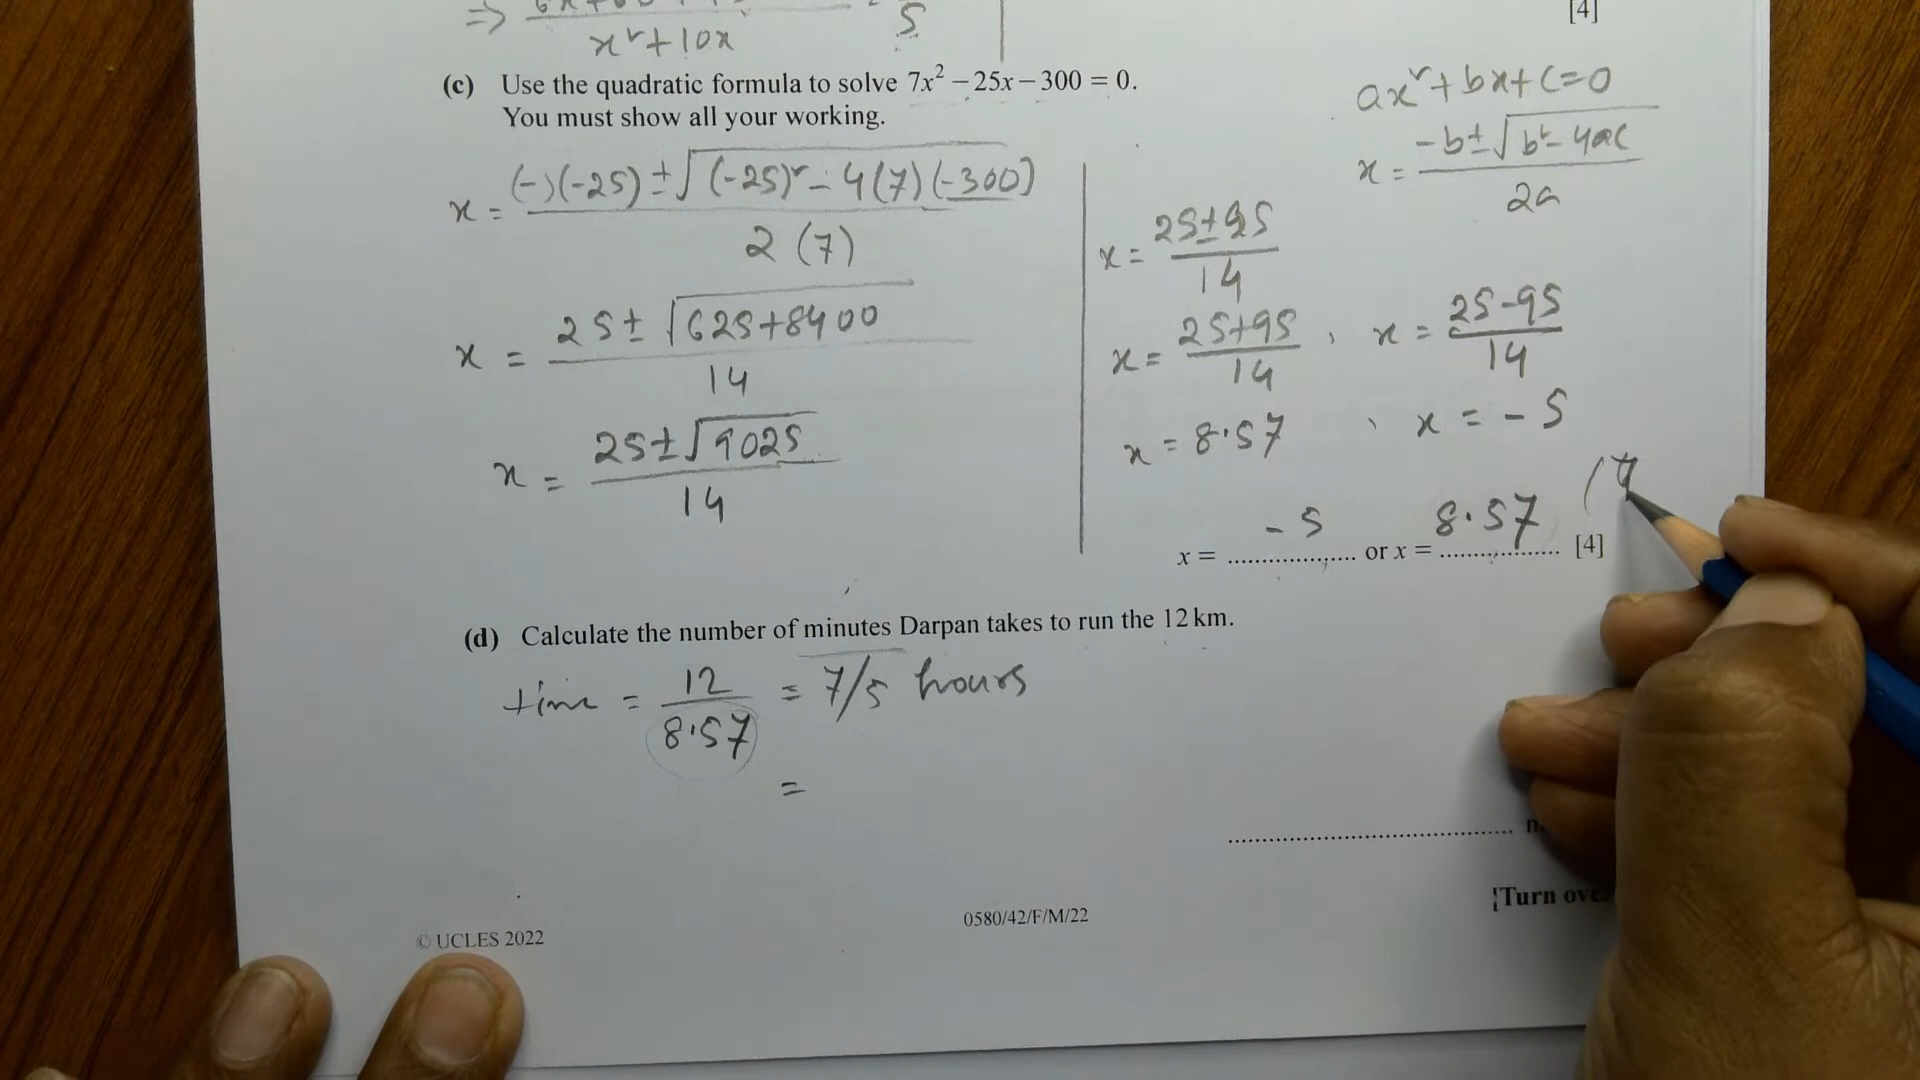 [4]
x² + 10x
5
(c) Use the quadratic formula to solve 7x² – 25x – 300 = 0.
You must show all your working.
ax² + bx + c = 0
x = (-b ± √(b² - 4ac)) / 2a
x = ((-)(-25) ± √((-25)² - 4(7)(-300))) / 2(7)
x = (25 ± √(625 + 8400)) / 14
x = (25 ± √9025) / 14
x = (25 ± 95) / 14
x = (25 + 95) / 14 , x = (25 - 95) / 14
x = 8.57 , x = -5
x = -5 or x = 8.57 [4]
(d) Calculate the number of minutes Darpan takes to run the 12 km.
time = 12 / 8.57 = 7/5 hours
=
[Turn over
© UCLES 2022
0580/42/F/M/22